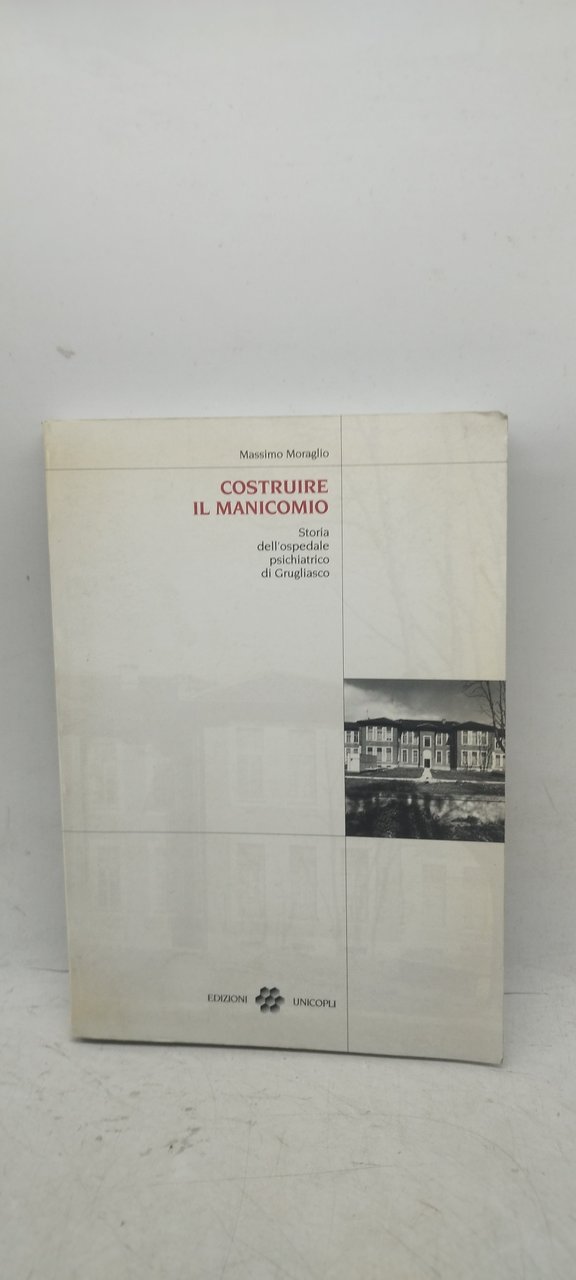 Massimo Moraglio
COSTRUIRE
IL MANICOMIO
Storia
dell'ospedale
psichiatrico
di Grugliasco
EDIZIONI UNICOPLI